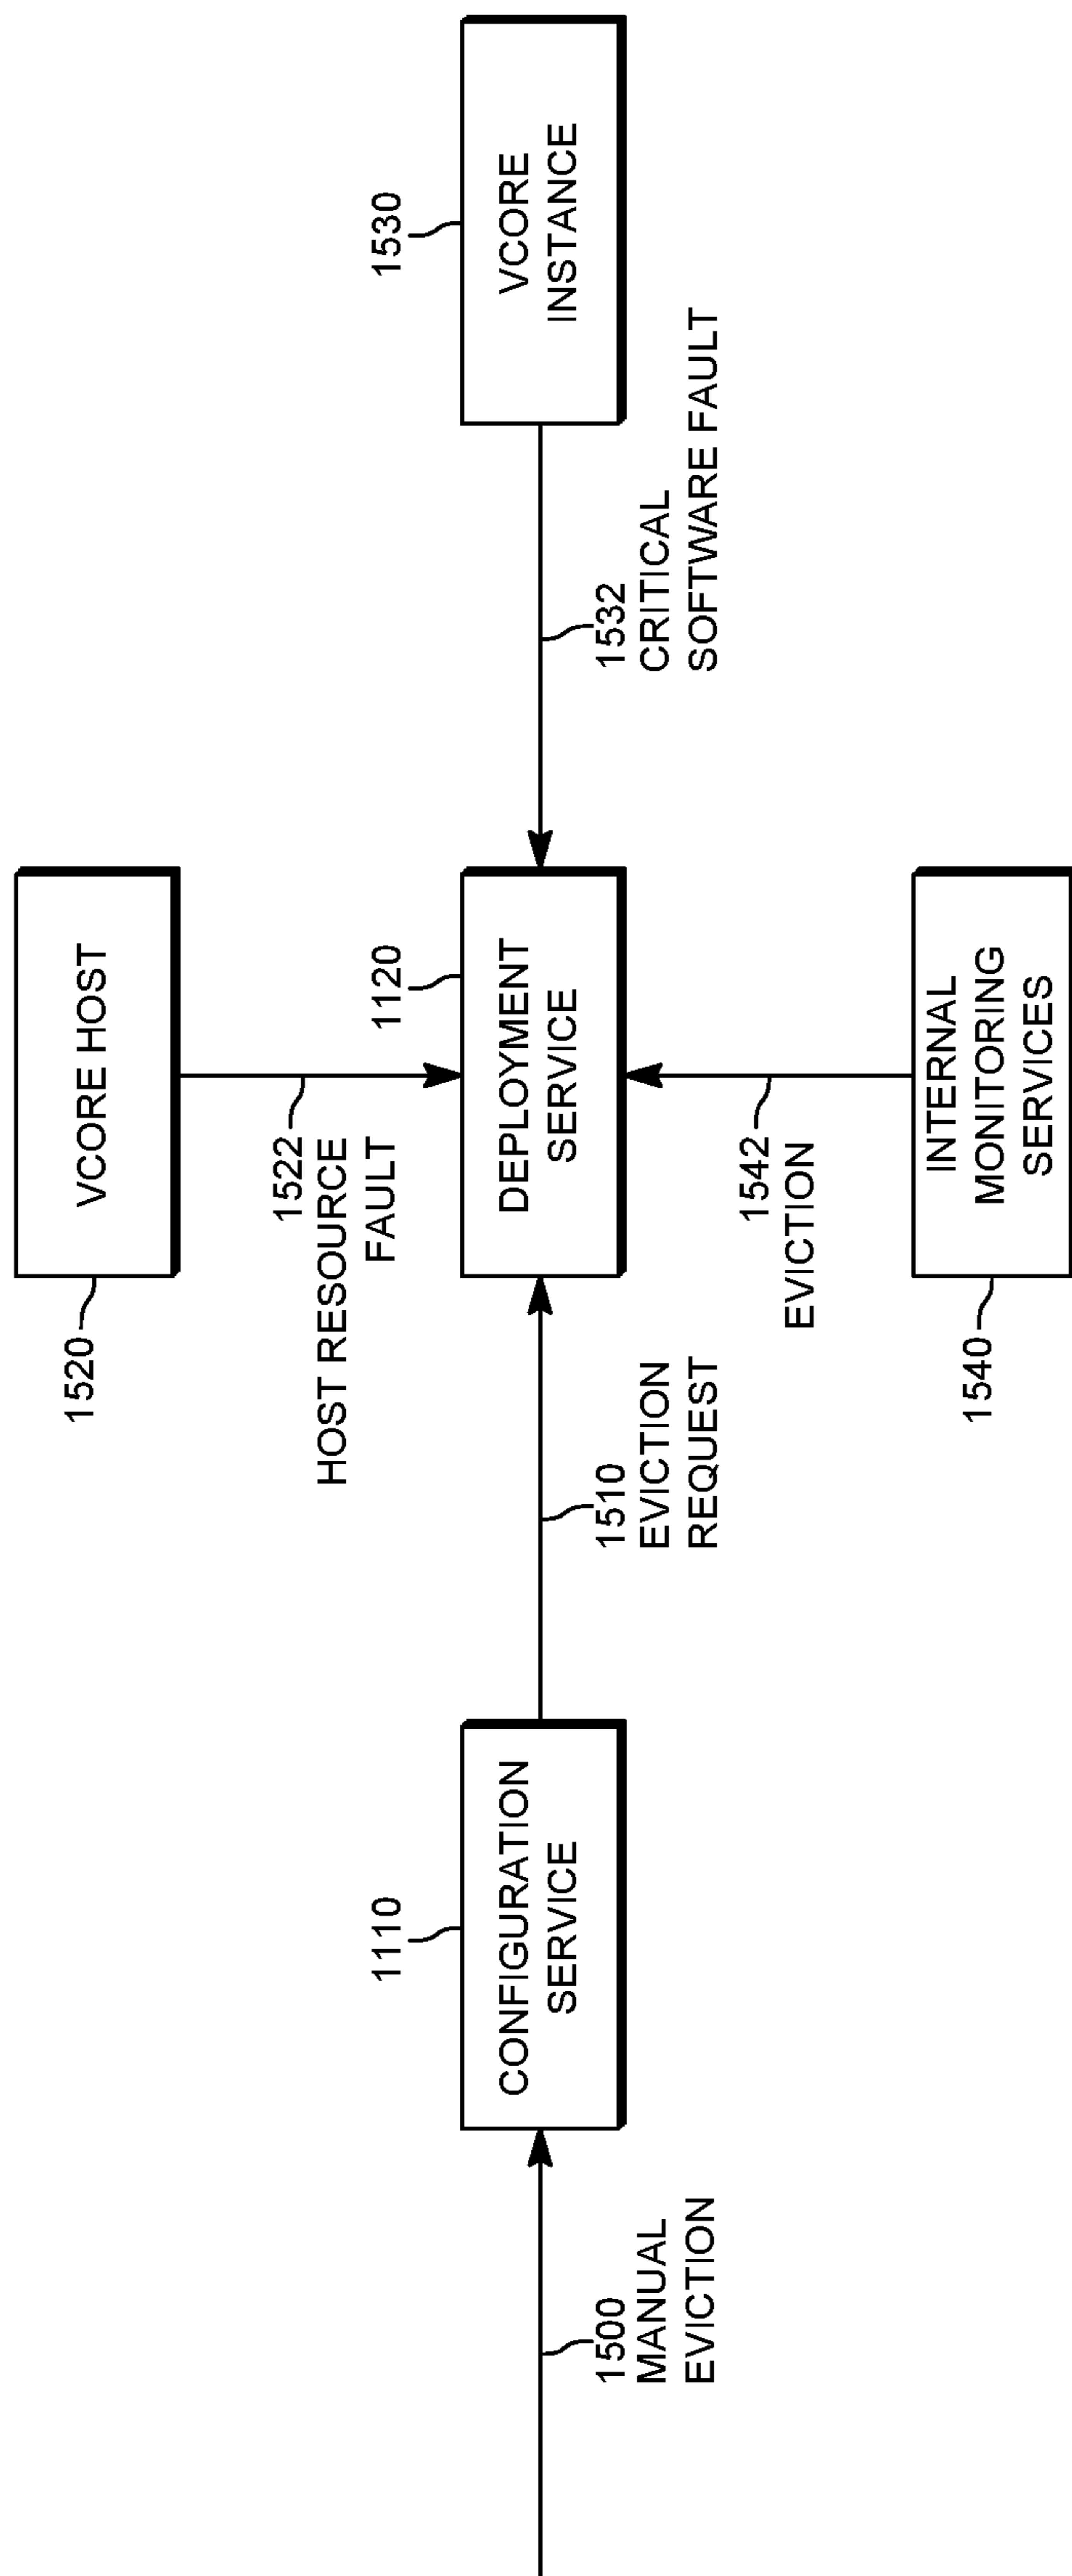 VCORE HOST
1520
1522
HOST RESOURCE
FAULT
1500
MANUAL
EVICTION
1110
CONFIGURATION
SERVICE
1510
EVICTION
REQUEST
1120
DEPLOYMENT
SERVICE
1532
CRITICAL
SOFTWARE FAULT
1530
VCORE
INSTANCE
1542
EVICTION
INTERNAL
MONITORING
SERVICES
1540